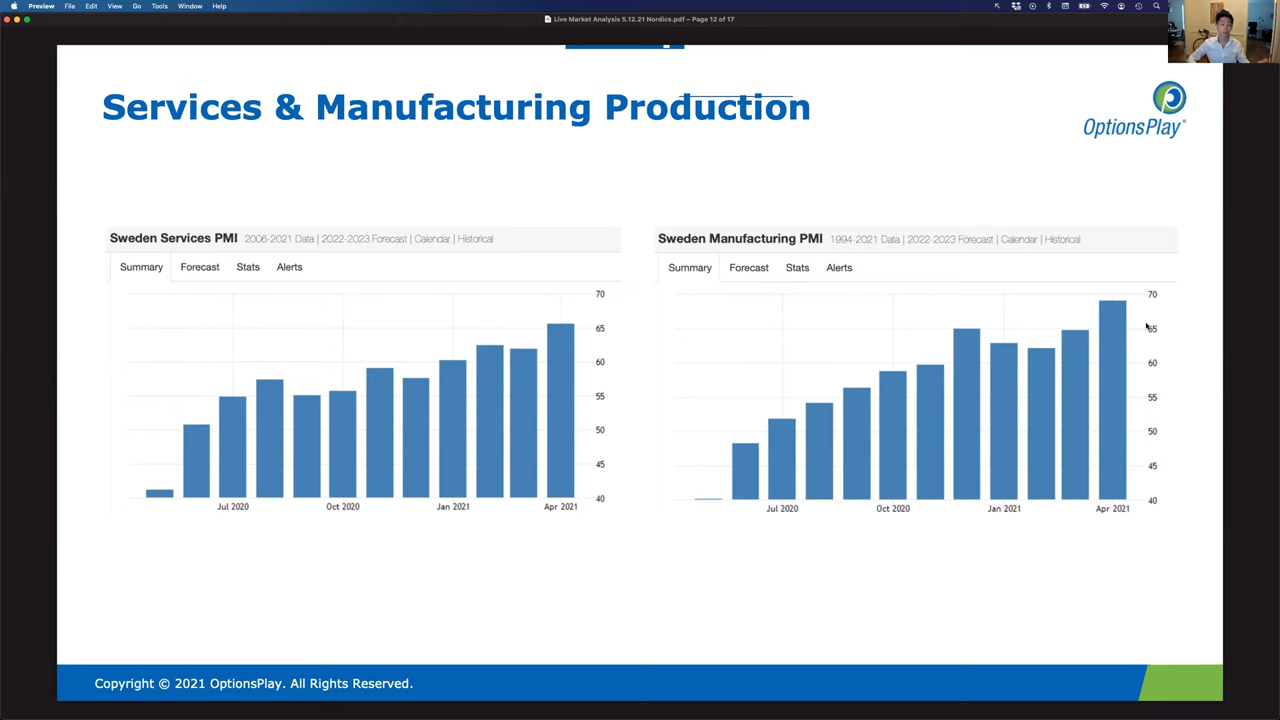 Preview File Edit View Go Tools Window Help
Live Market Analysis 5.12.21 Nordics.pdf – Page 12 of 17
Services & Manufacturing Production
OptionsPlay®
Sweden Services PMI 2006-2021 Data | 2022-2023 Forecast | Calendar | Historical
Summary Forecast Stats Alerts
70
65
60
55
50
45
40
Jul 2020 Oct 2020 Jan 2021 Apr 2021
Sweden Manufacturing PMI 1994-2021 Data | 2022-2023 Forecast | Calendar | Historical
Summary Forecast Stats Alerts
70
65
60
55
50
45
40
Jul 2020 Oct 2020 Jan 2021 Apr 2021
Copyright © 2021 OptionsPlay. All Rights Reserved.